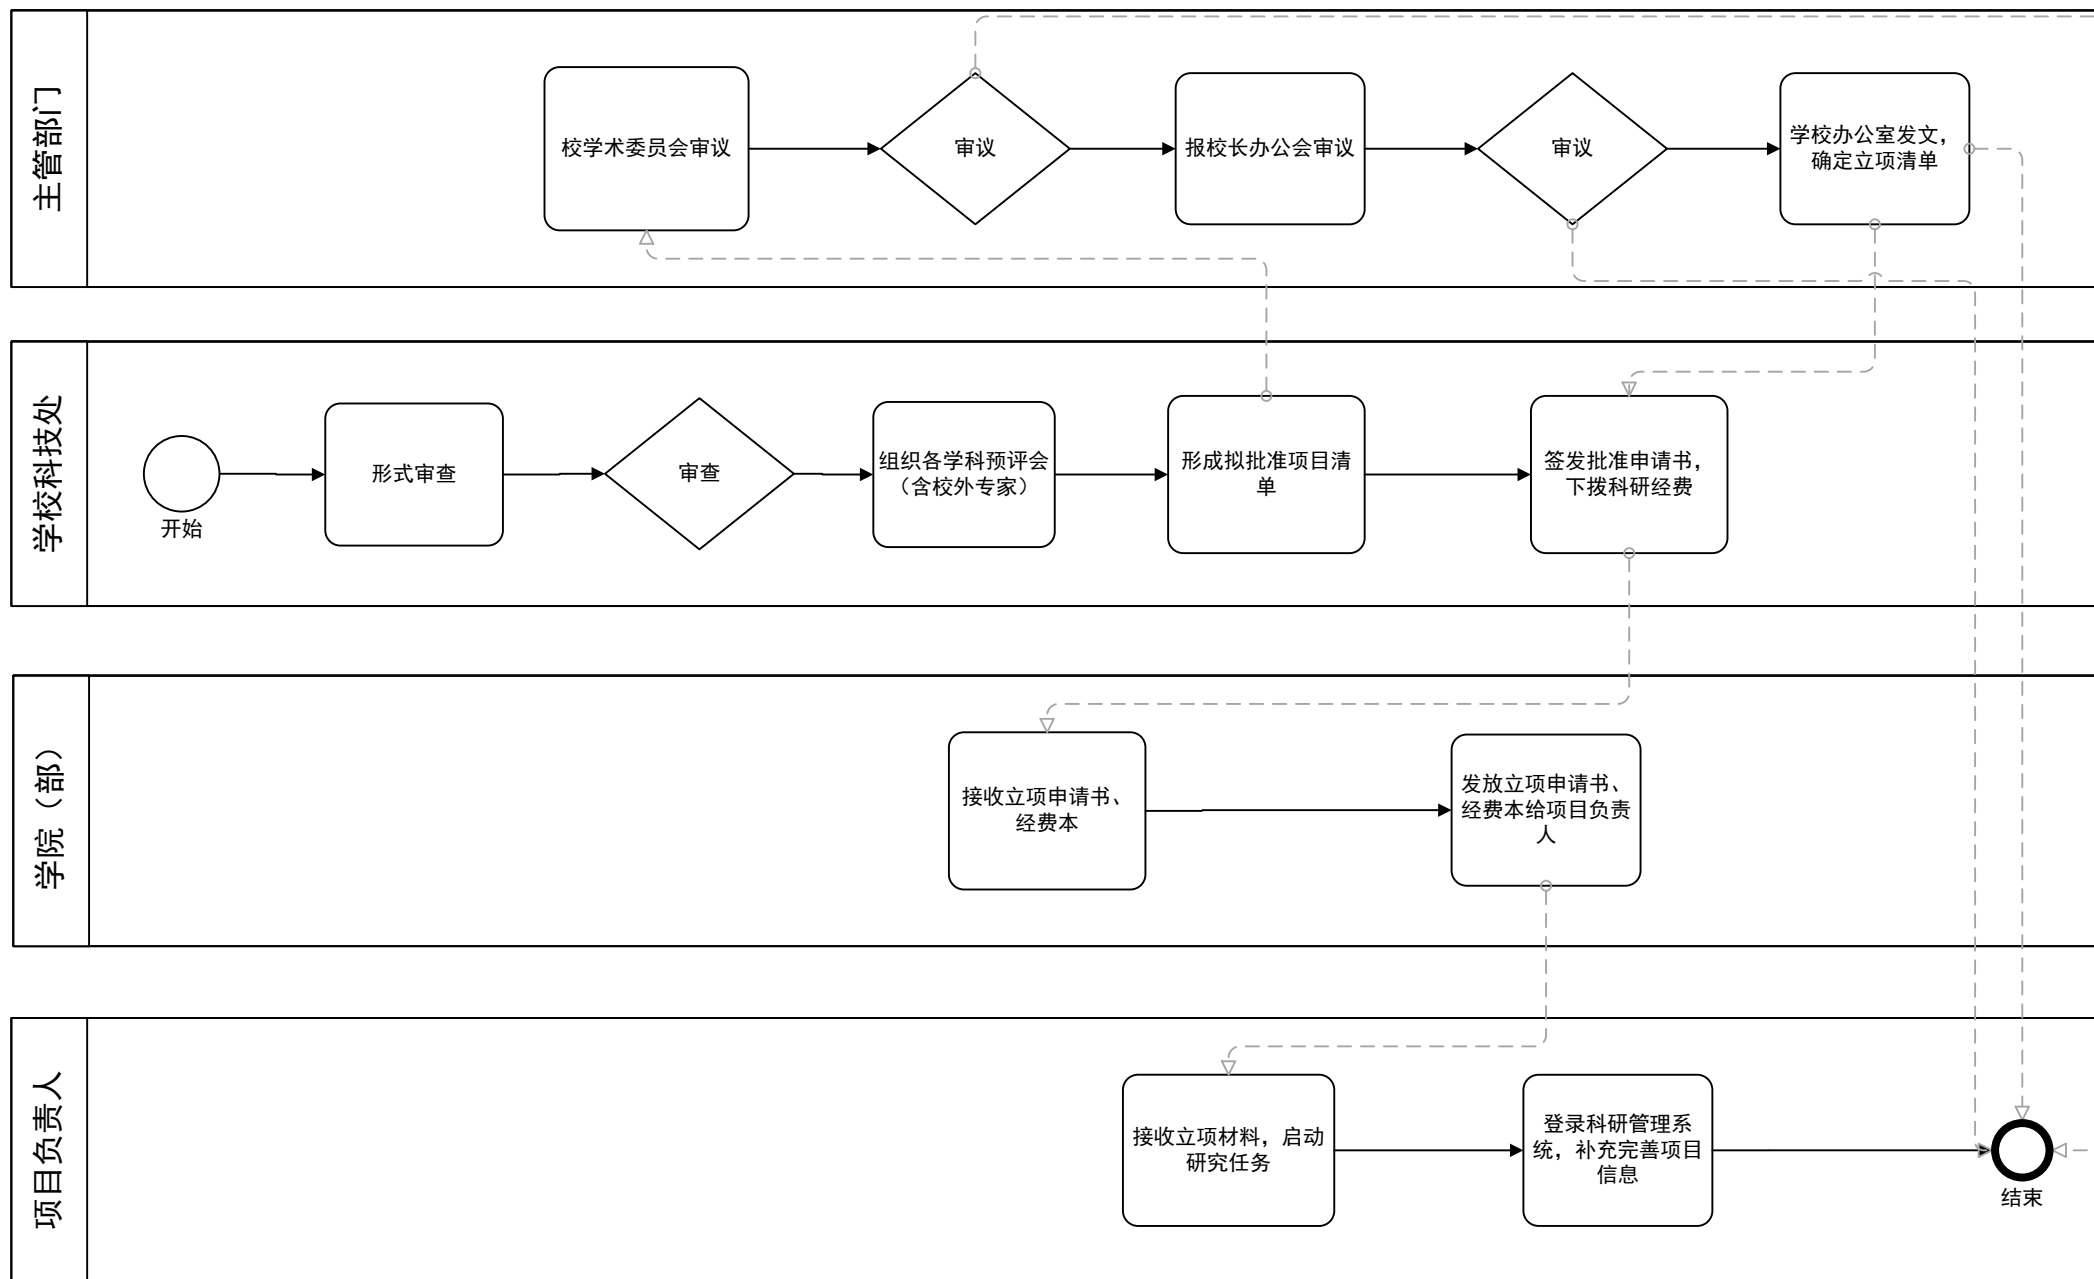 主管部门
校学术委员会审议
审议
报校长办公会审议
审议
学校办公室发文，
确定立项清单
学校科技处
开始
形式审查
审查
组织各学科预评会
（含校外专家）
形成拟批准项目清
单
签发批准申请书，
下拨科研经费
学院（部）
接收立项申请书、
经费本
发放立项申请书、
经费本给项目负责
人
项目负责人
接收立项材料，启动
研究任务
登录科研管理系
统，补充完善项目
信息
结束